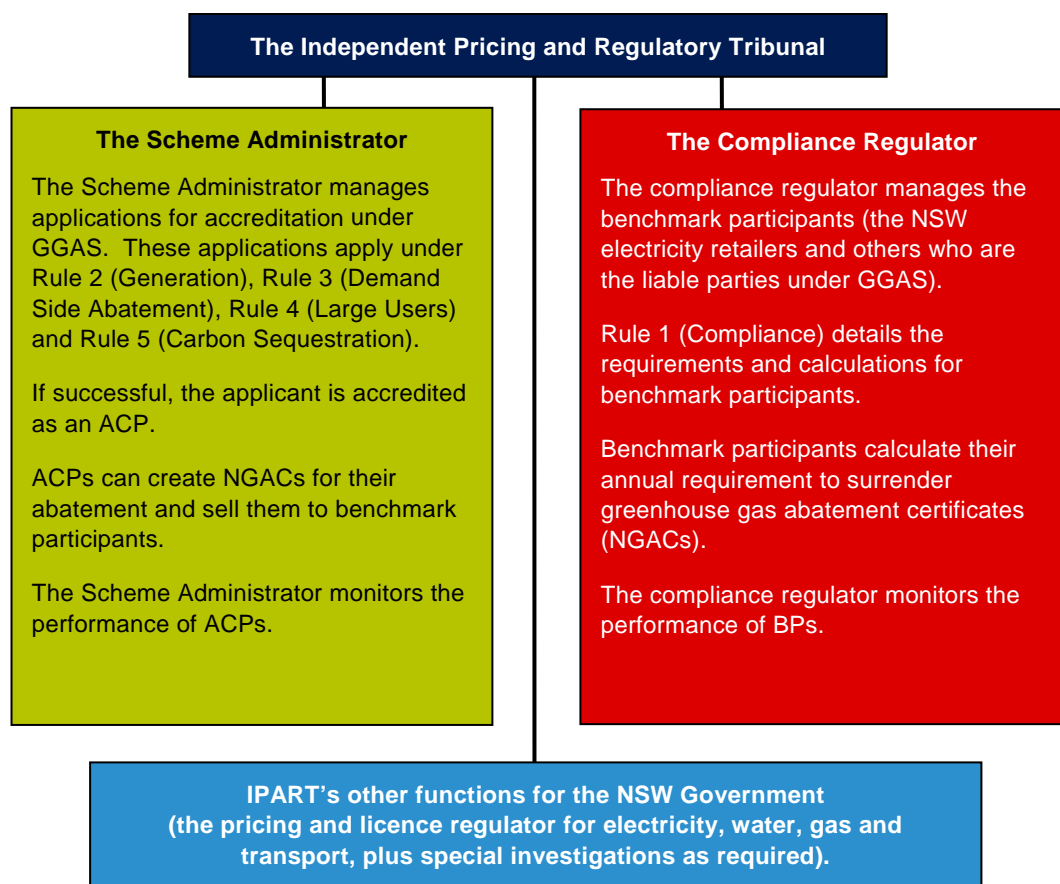 The Independent Pricing and Regulatory Tribunal
The Scheme Administrator
The Scheme Administrator manages
applications for accreditation under
GGAS.  These applications apply under
Rule 2 (Generation), Rule 3 (Demand
Side Abatement), Rule 4 (Large Users)
and Rule 5 (Carbon Sequestration).
If successful, the applicant is accredited
as an ACP.
ACPs can create NGACs for their
abatement and sell them to benchmark
participants.
The Scheme Administrator monitors the
performance of ACPs.
The Compliance Regulator
The compliance regulator manages the
benchmark participants (the NSW
electricity retailers and others who are
the liable parties under GGAS).
Rule 1 (Compliance) details the
requirements and calculations for
benchmark participants.
Benchmark participants calculate their
annual requirement to surrender
greenhouse gas abatement certificates
(NGACs).
The compliance regulator monitors the
performance of BPs.
IPART’s other functions for the NSW Government
(the pricing and licence regulator for electricity, water, gas and
transport, plus special investigations as required).